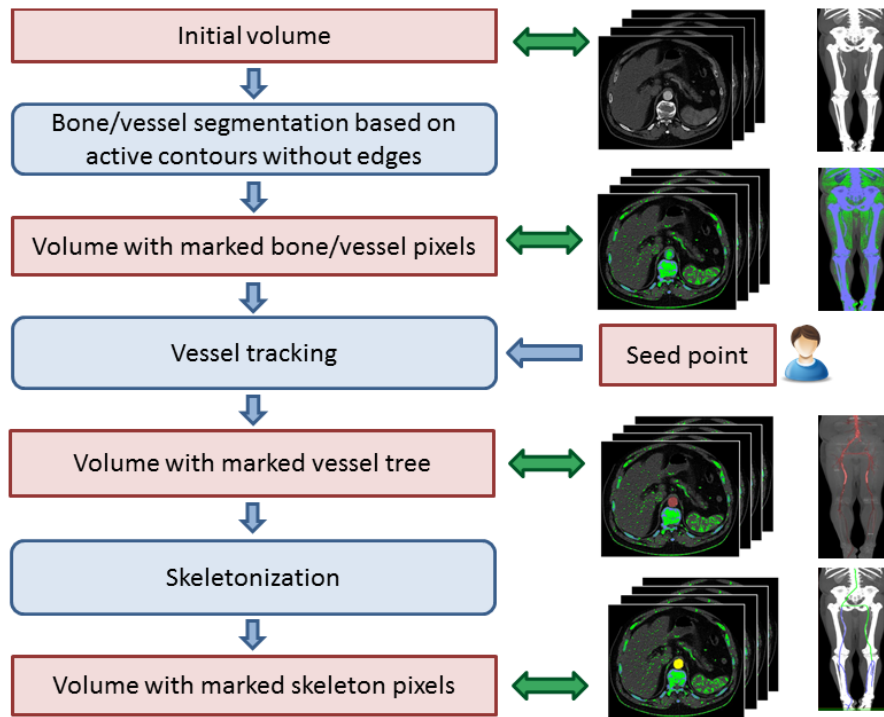 Initial volume
Bone/vessel segmentation based on
active contours without edges
Volume with marked bone/vessel pixels
Vessel tracking
Seed point
Volume with marked vessel tree
Skeletonization
Volume with marked skeleton pixels